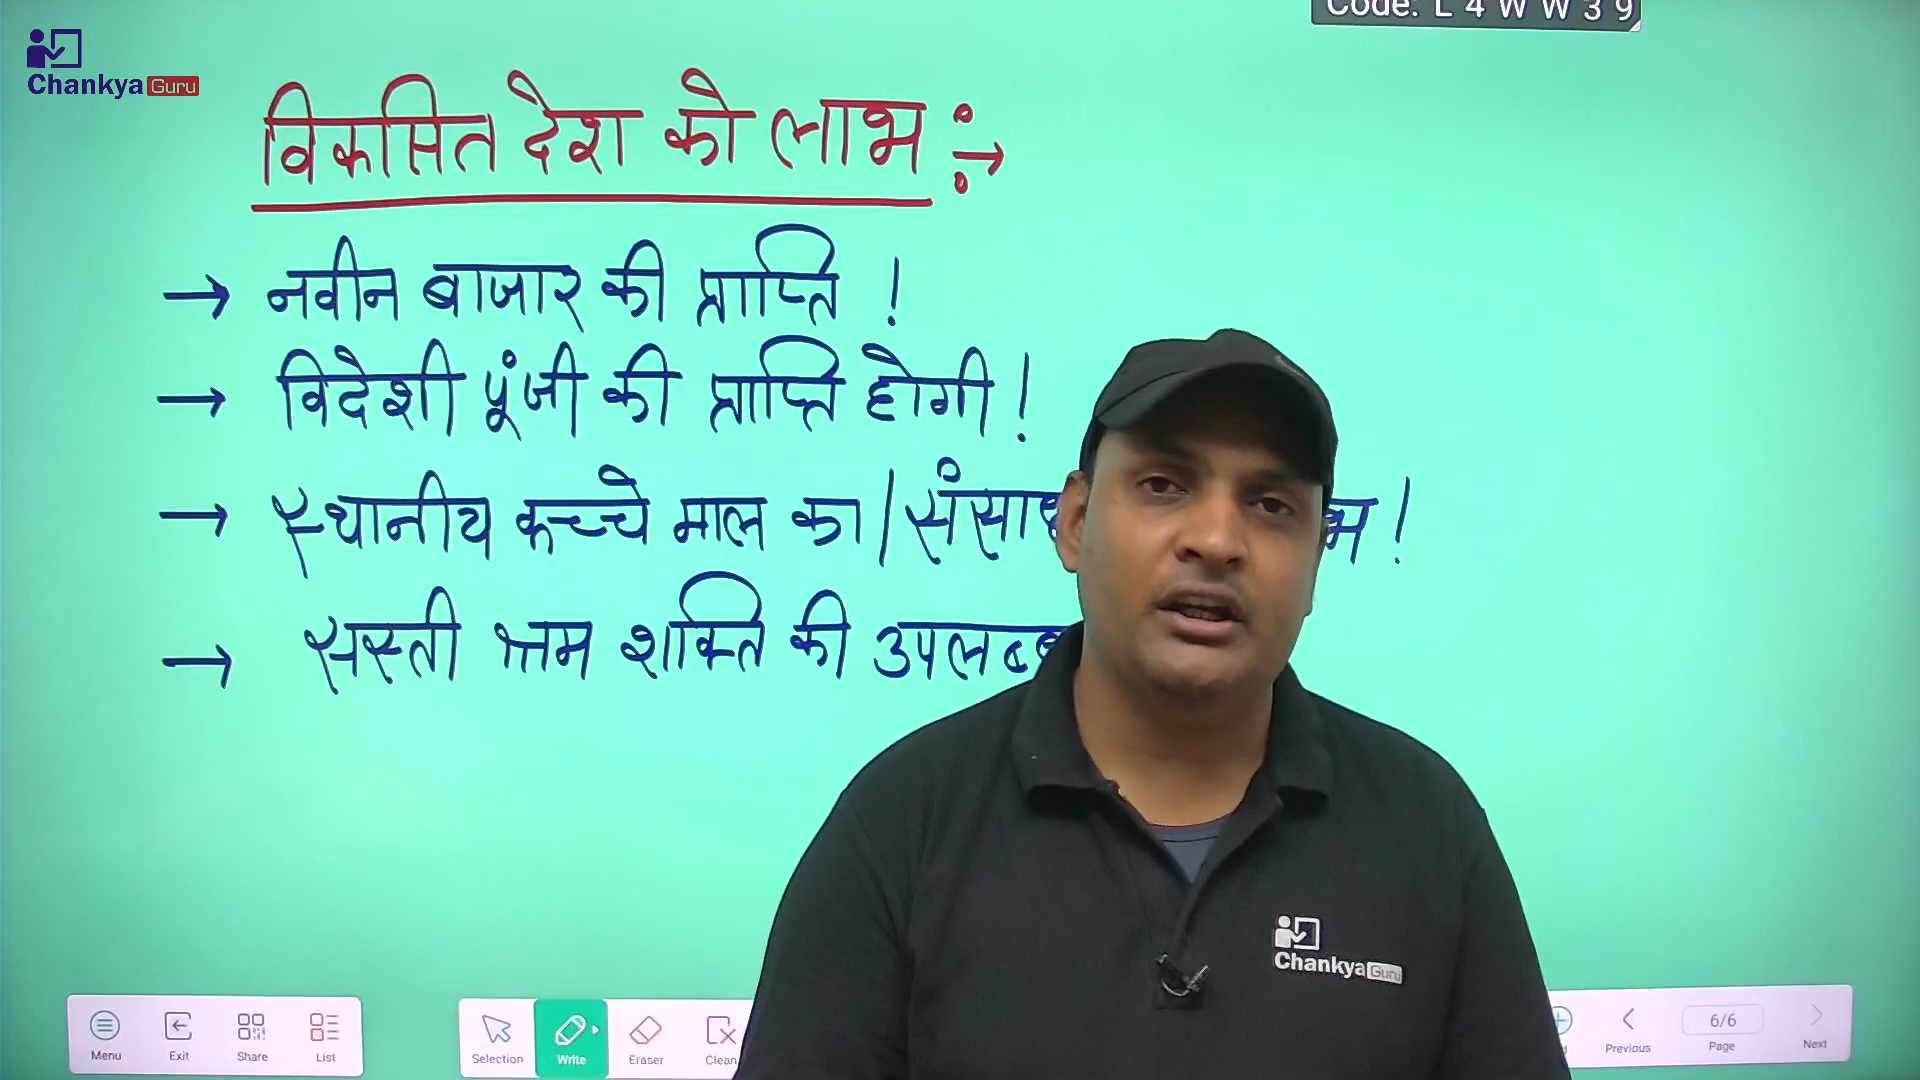 Code: L 4 W W 3 9
Chankya Guru
विकसित देश को लाभ :→
→ नवीन बाजार की प्राप्ति !
→ विदेशी पूंजी की प्राप्ति होगी !
→ स्थानीय कच्चे माल का / !
→ सस्ती श्रम शक्ति की
Chankya Guru
Menu Exit Share List Selection Write Eraser Clean Previous 6/6 Page Next